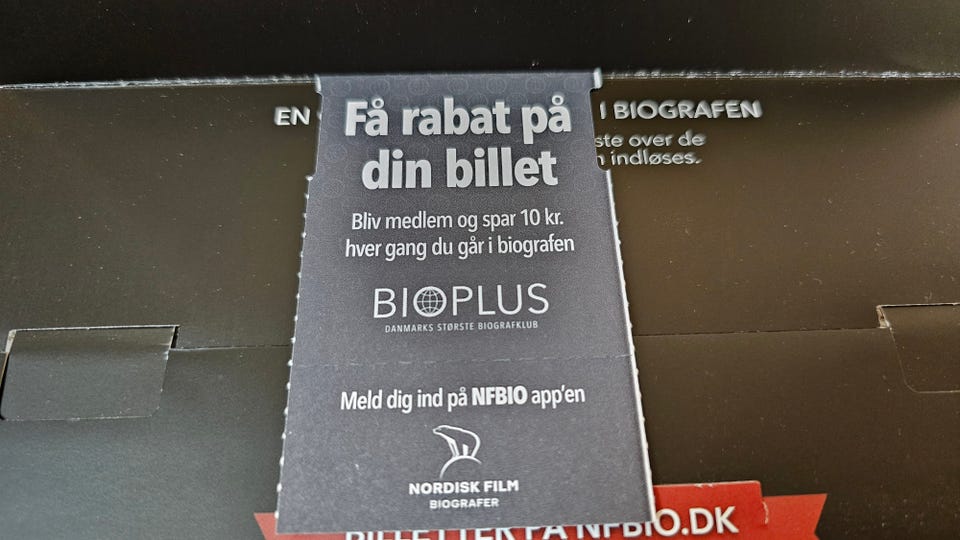 EN
I BIOGRAFEN
ste over de
indløses.
Få rabat på
din billet
Bliv medlem og spar 10 kr.
hver gang du går i biografen
BIOPLUS
DANMARKS STØRSTE BIOGRAFKLUB
Meld dig ind på NFBIO app'en
NORDISK FILM
BIOGRAFER
BILLETTER PÅ NFBIO.DK